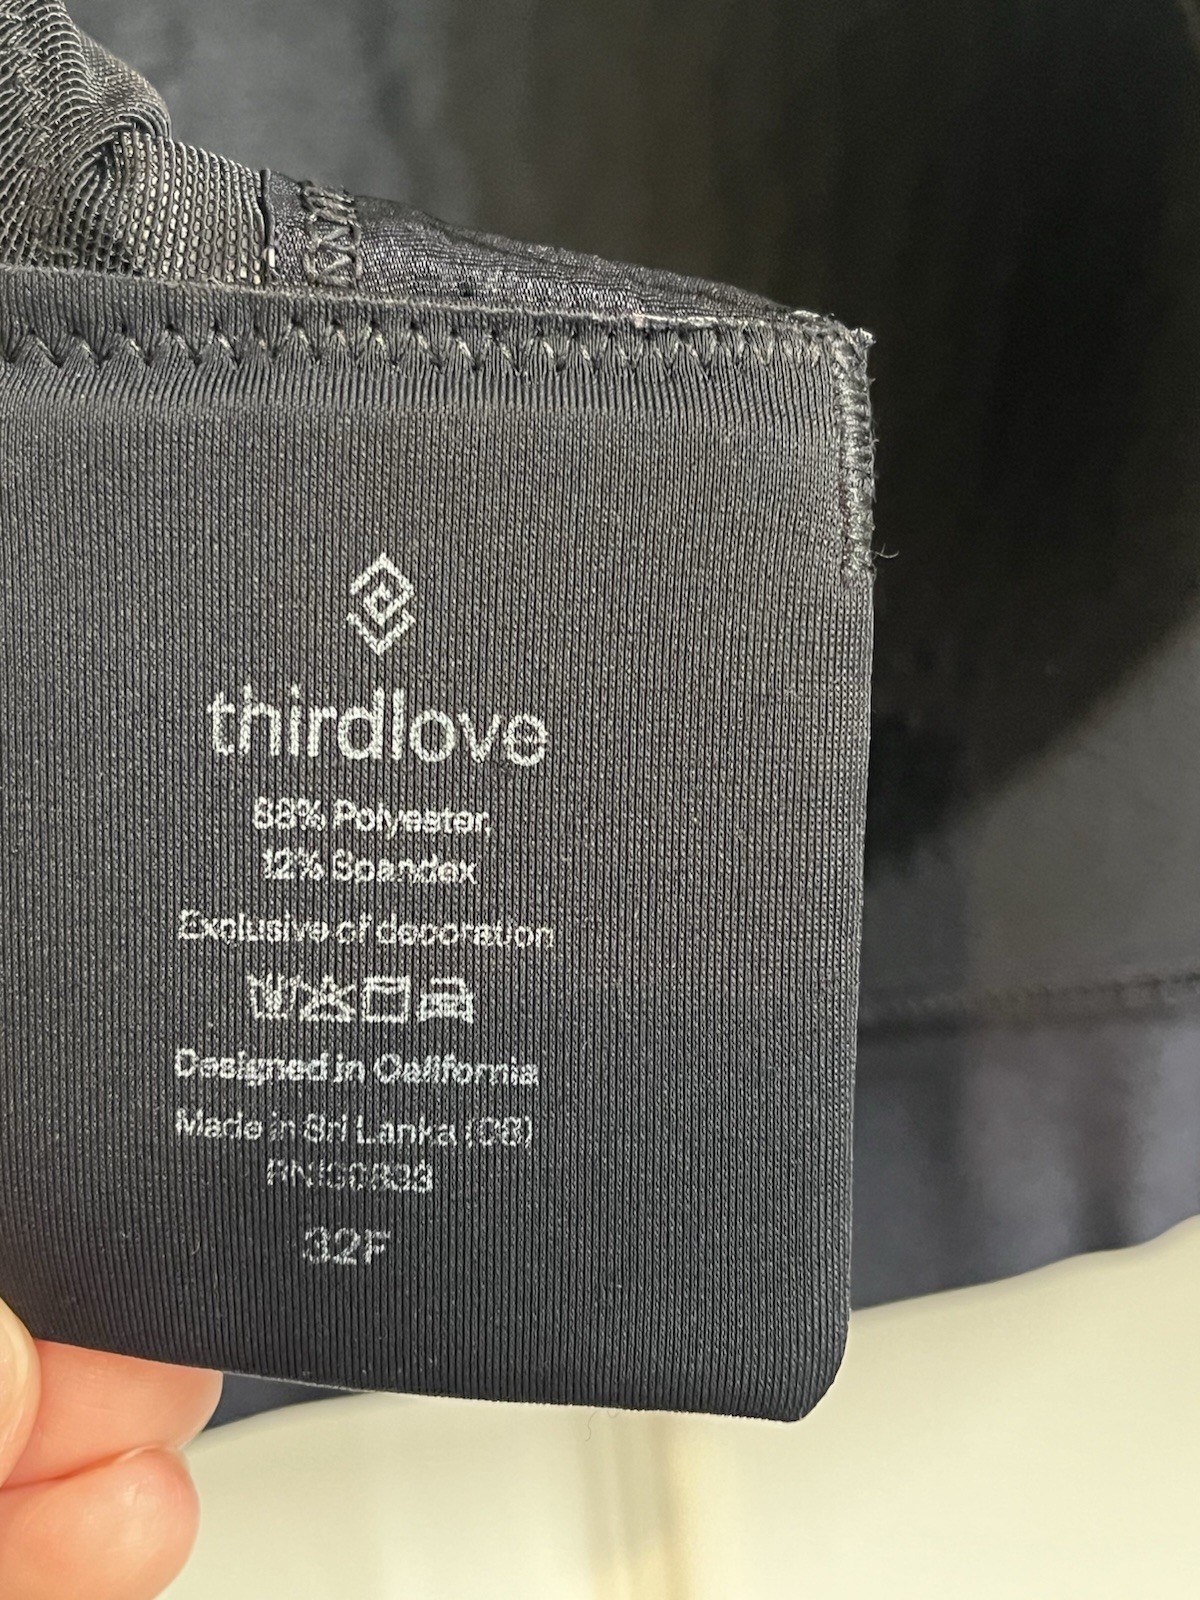 thirdlove
88% Polyester,
12% Spandex
Exclusive of decoration
Designed in California
Made in Sri Lanka (08)
32F